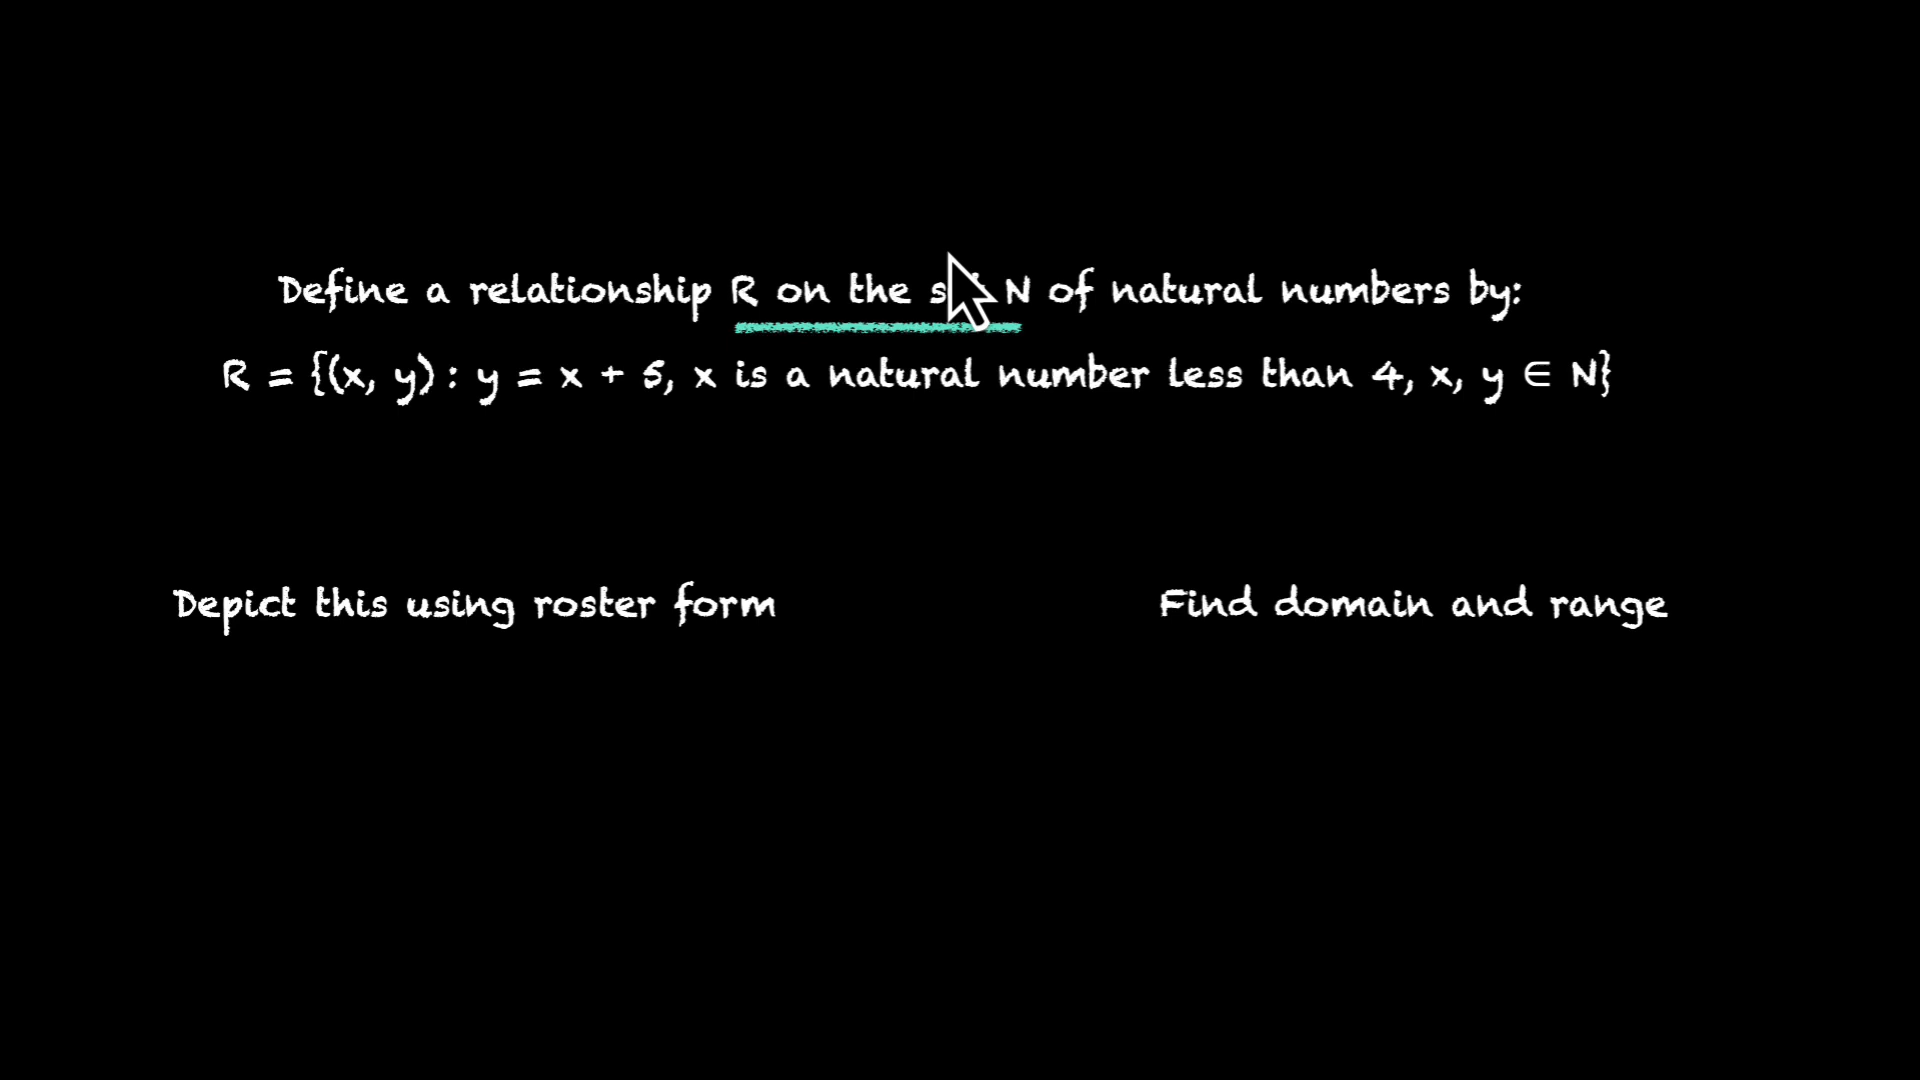 Define a relationship R on the N of natural numbers by:
R = {(x, y) : y = x + 5, x is a natural number less than 4, x, y ∈ N}
Depict this using roster form
Find domain and range